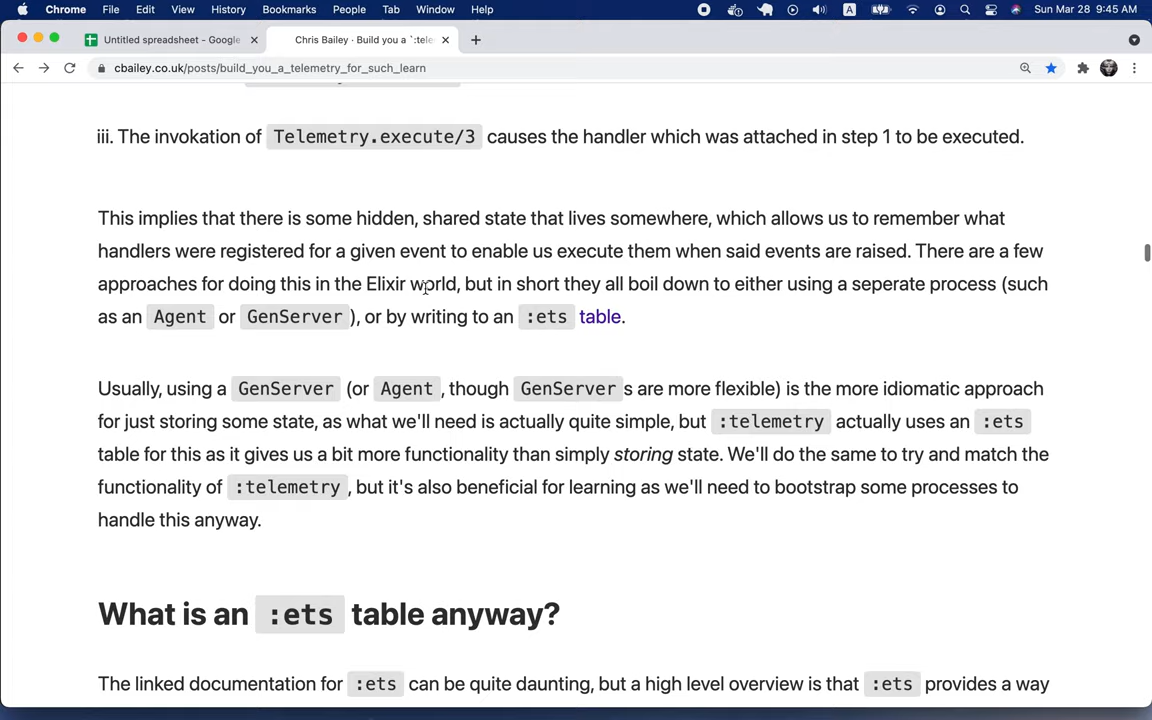 Chrome File Edit View History Bookmarks People Tab Window Help A Sun Mar 28 9:45 AM
Untitled spreadsheet - Google Chris Bailey · Build you a `:tele
cbailey.co.uk/posts/build_you_a_telemetry_for_such_learn
iii. The invokation of Telemetry.execute/3 causes the handler which was attached in step 1 to be executed.
This implies that there is some hidden, shared state that lives somewhere, which allows us to remember what
handlers were registered for a given event to enable us execute them when said events are raised. There are a few
approaches for doing this in the Elixir world, but in short they all boil down to either using a seperate process (such
as an Agent or GenServer), or by writing to an :ets table.
Usually, using a GenServer (or Agent, though GenServers are more flexible) is the more idiomatic approach
for just storing some state, as what we'll need is actually quite simple, but :telemetry actually uses an :ets
table for this as it gives us a bit more functionality than simply storing state. We'll do the same to try and match the
functionality of :telemetry, but it's also beneficial for learning as we'll need to bootstrap some processes to
handle this anyway.
What is an :ets table anyway?
The linked documentation for :ets can be quite daunting, but a high level overview is that :ets provides a way